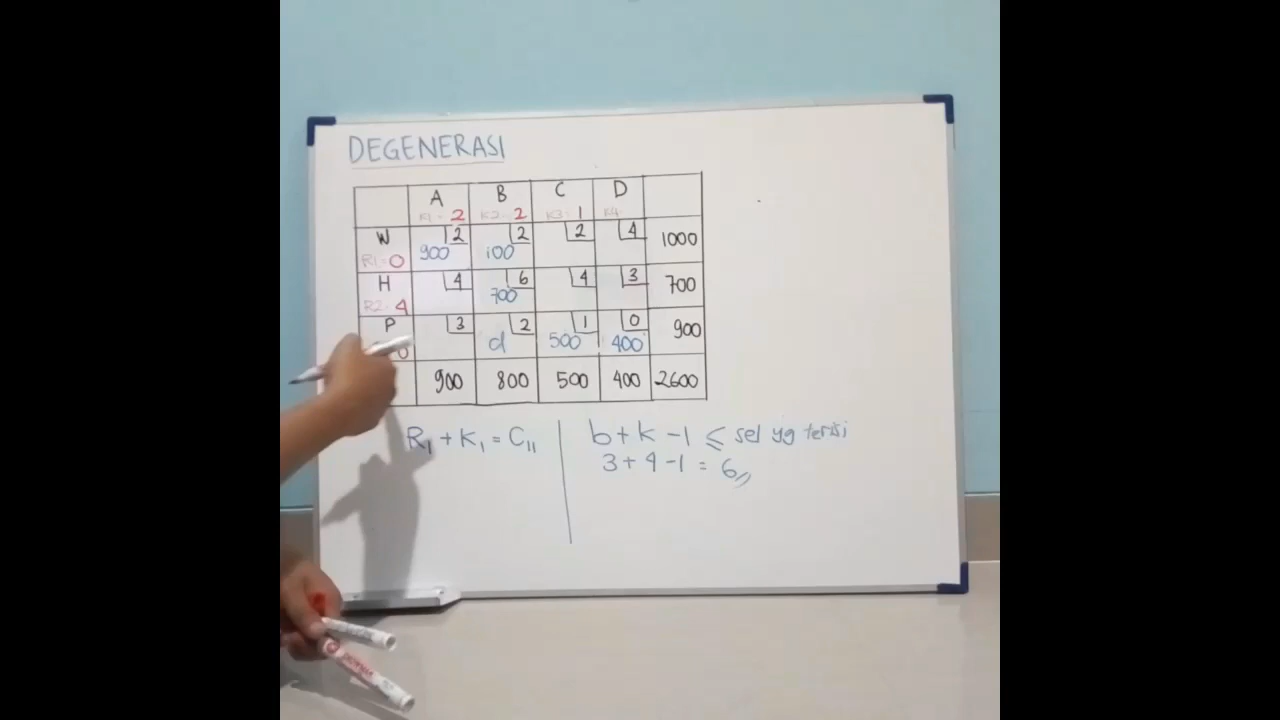 DEGENERASI
A B C D
K1= 2 K2= 2 K3= 1 K4
W 2 2 2 4 1000
R1=0 900 100
H 4 6 4 3 700
R2= 4 700
P 3 2 1 0 900
0 d 500 400
900 800 500 400 2600
R1 + K1 = C11
b + k - 1 ≤ sel yg terisi
3 + 4 - 1 = 6